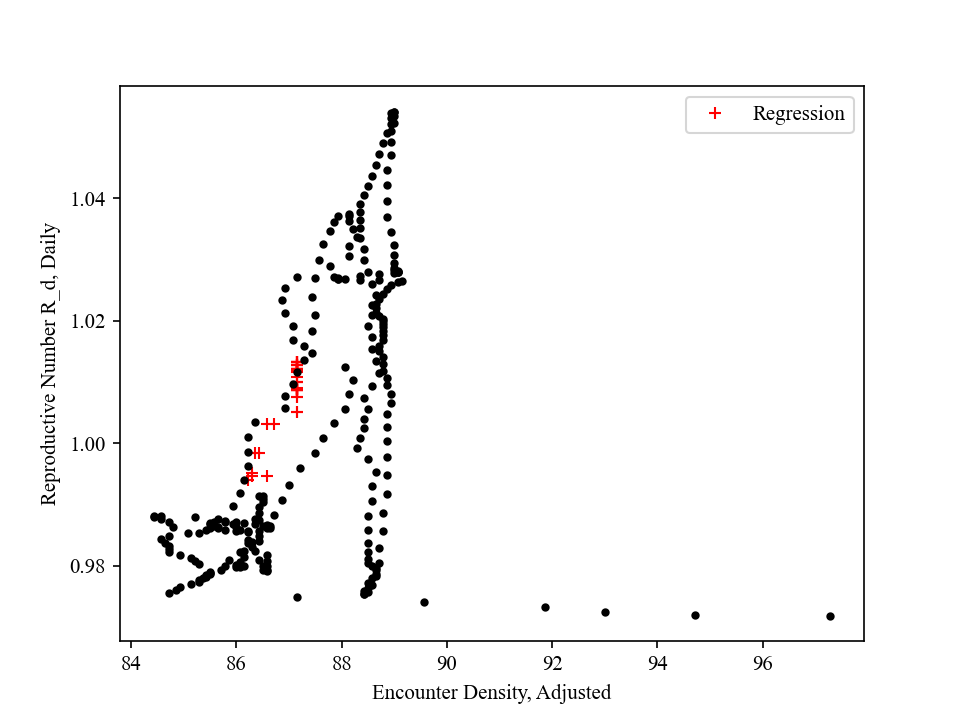 Regression
Reproductive Number R_d, Daily
1.04
1.02
1.00
0.98
84 86 88 90 92 94 96
Encounter Density, Adjusted